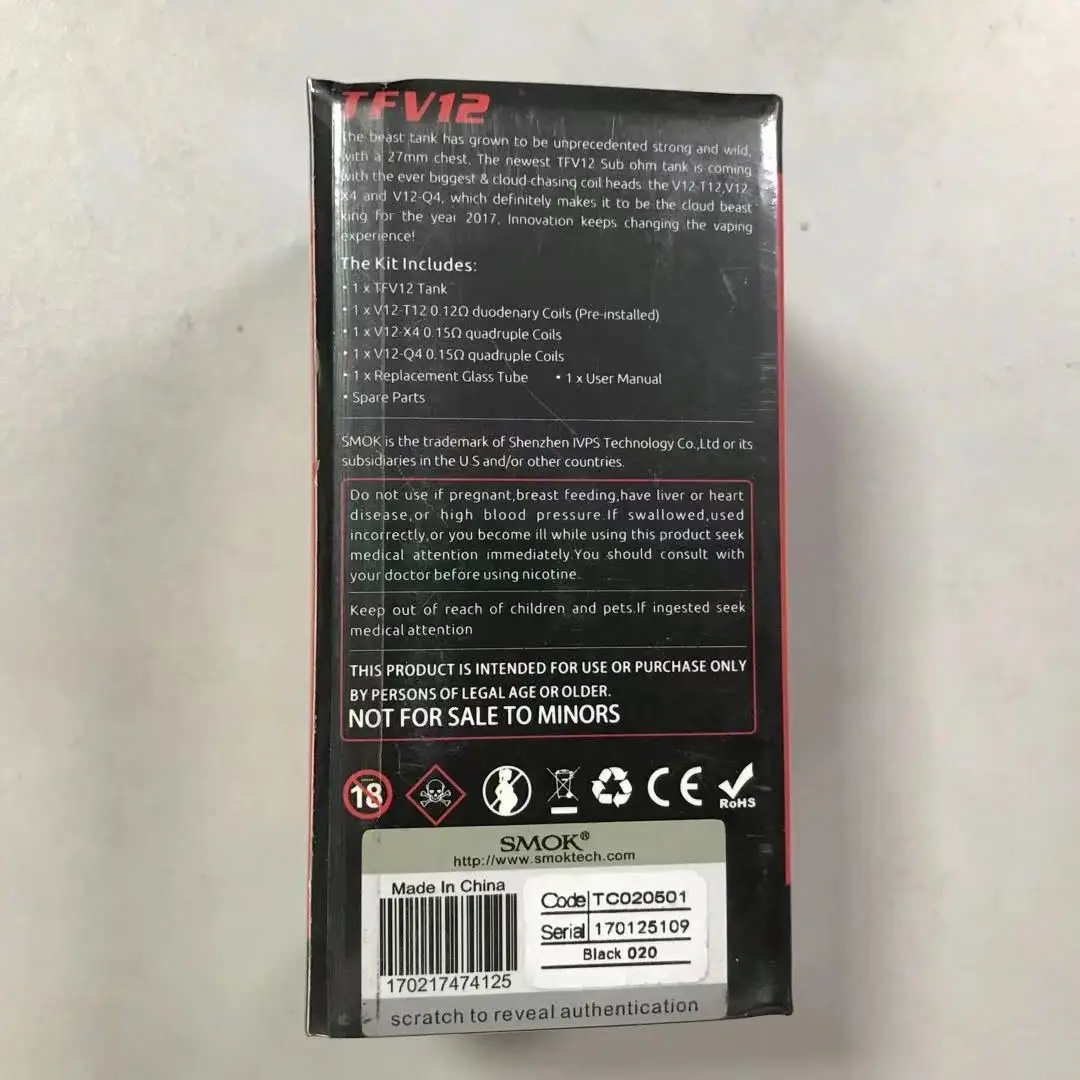 TFV12
The beast tank has grown to be unprecedented strong and wild,
with a 27mm chest, The newest TFV12 Sub ohm tank is coming
with the ever biggest & cloud-chasing coil heads the V12-T12,V12-
X4 and V12-Q4, which definitely makes it to be the cloud beast
king for the year 2017, Innovation keeps changing the vaping
experience!
The Kit Includes:
• 1 x TFV12 Tank
• 1 x V12-T12 0.12Ω duodenary Coils (Pre-installed)
• 1 x V12-X4 0.15Ω quadruple Coils
• 1 x V12-Q4 0.15Ω quadruple Coils
• 1 x Replacement Glass Tube • 1 x User Manual
• Spare Parts
SMOK is the trademark of Shenzhen IVPS Technology Co.,Ltd or its
subsidiaries in the U S and/or other countries.
Do not use if pregnant,breast feeding,have liver or heart
disease,or high blood pressure.If swallowed,used
incorrectly,or you become ill while using this product seek
medical attention immediately.You should consult with
your doctor before using nicotine.
Keep out of reach of children and pets.If ingested seek
medical attention
THIS PRODUCT IS INTENDED FOR USE OR PURCHASE ONLY
BY PERSONS OF LEGAL AGE OR OLDER.
NOT FOR SALE TO MINORS
UNDER
18
CE
RoHS
SMOK®
http://www.smoktech.com
Made In China
170217474125
Code TC020501
Serial 170125109
Black 020
scratch to reveal authentication